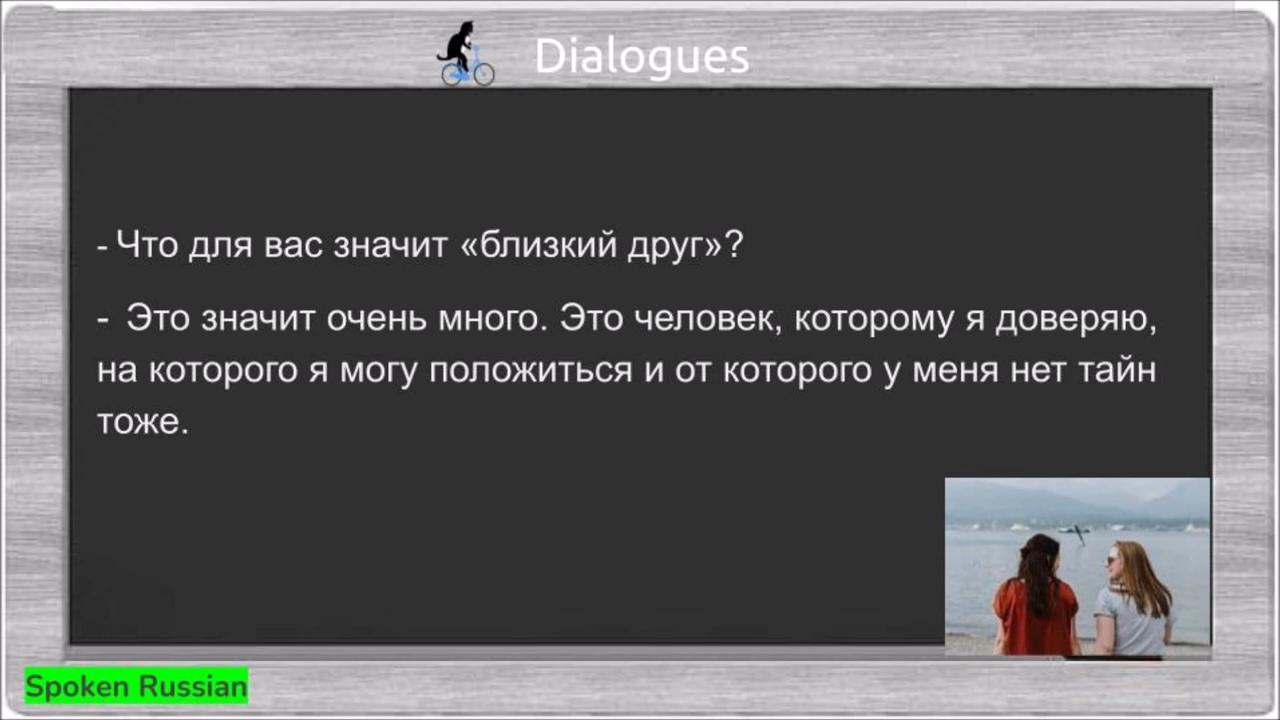 Dialogues
- Что для вас значит «близкий друг»?
- Это значит очень много. Это человек, которому я доверяю,
на которого я могу положиться и от которого у меня нет тайн
тоже.
Spoken Russian